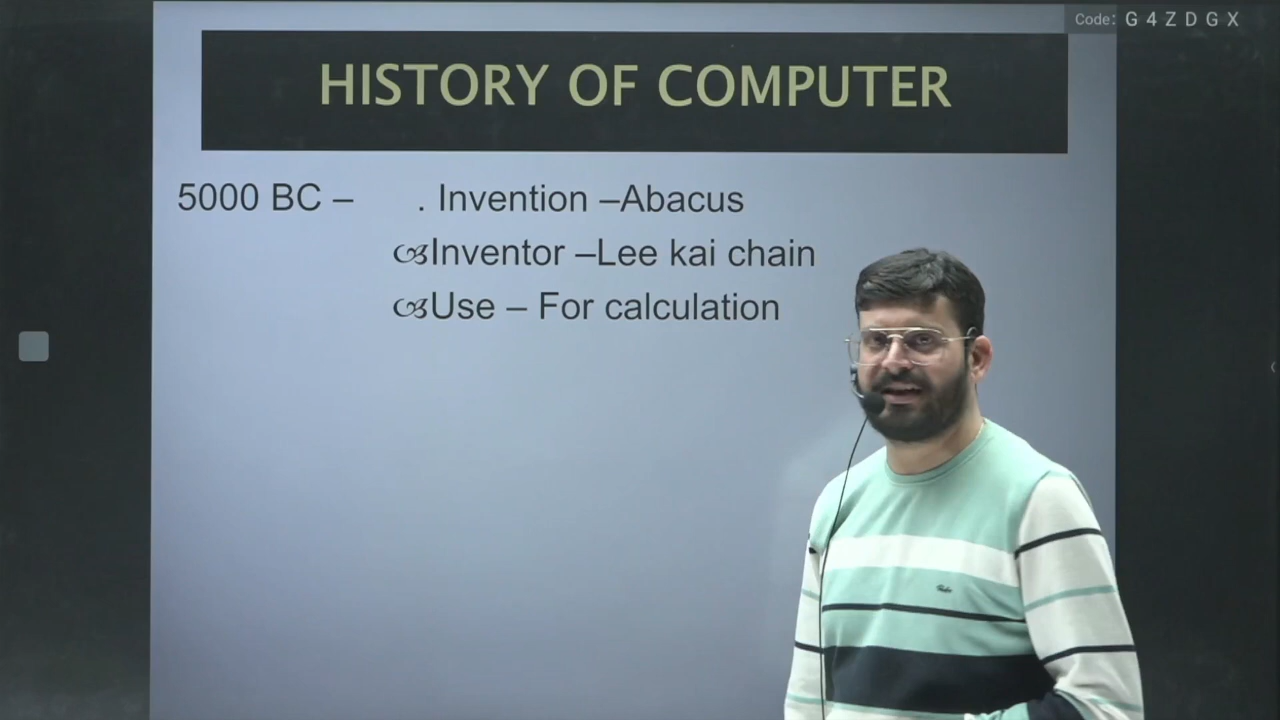 Code: G 4 Z D G X
HISTORY OF COMPUTER
5000 BC – . Invention –Abacus
Inventor –Lee kai chain
Use – For calculation